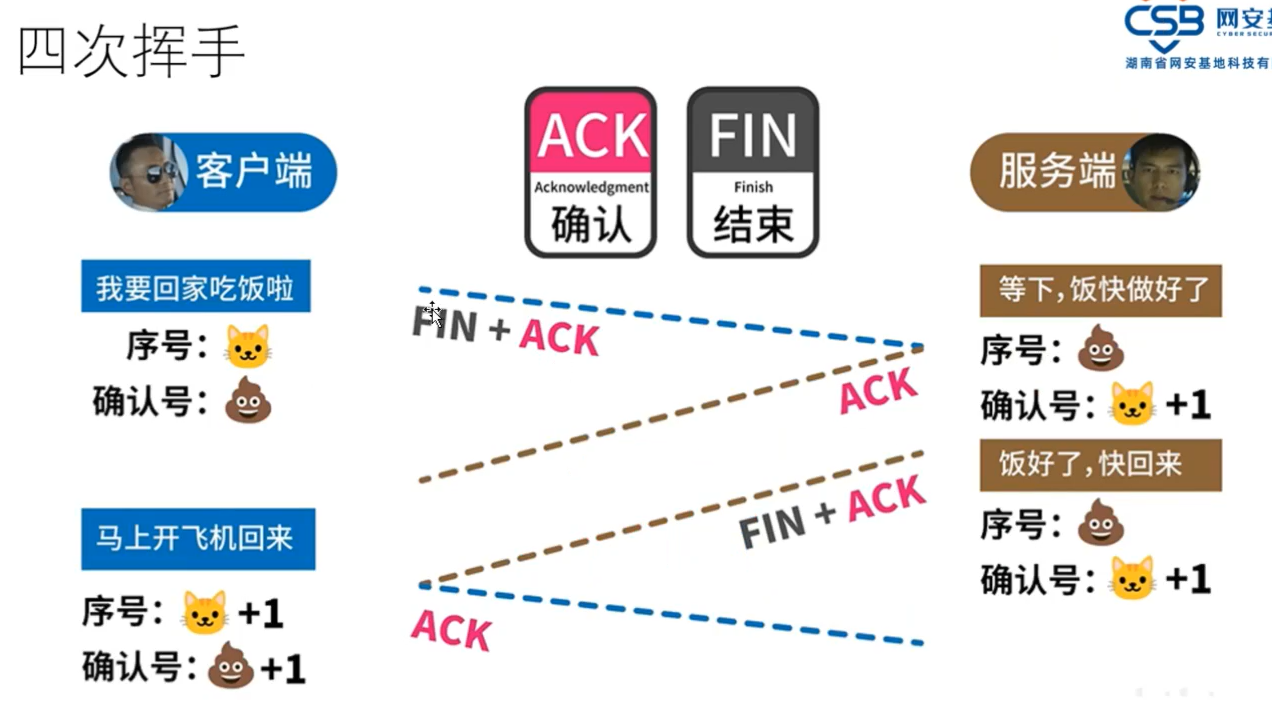 四次挥手
CSB 网安基
CYBER SECUR
湖南省网安基地科技有
ACK
Acknowledgment
确认
FIN
Finish
结束
客户端
服务端
我要回家吃饭啦
序号：
确认号：
FIN + ACK
等下，饭快做好了
序号：
确认号： +1
ACK
饭好了，快回来
序号：
确认号： +1
FIN + ACK
马上开飞机回来
序号： +1
确认号： +1
ACK